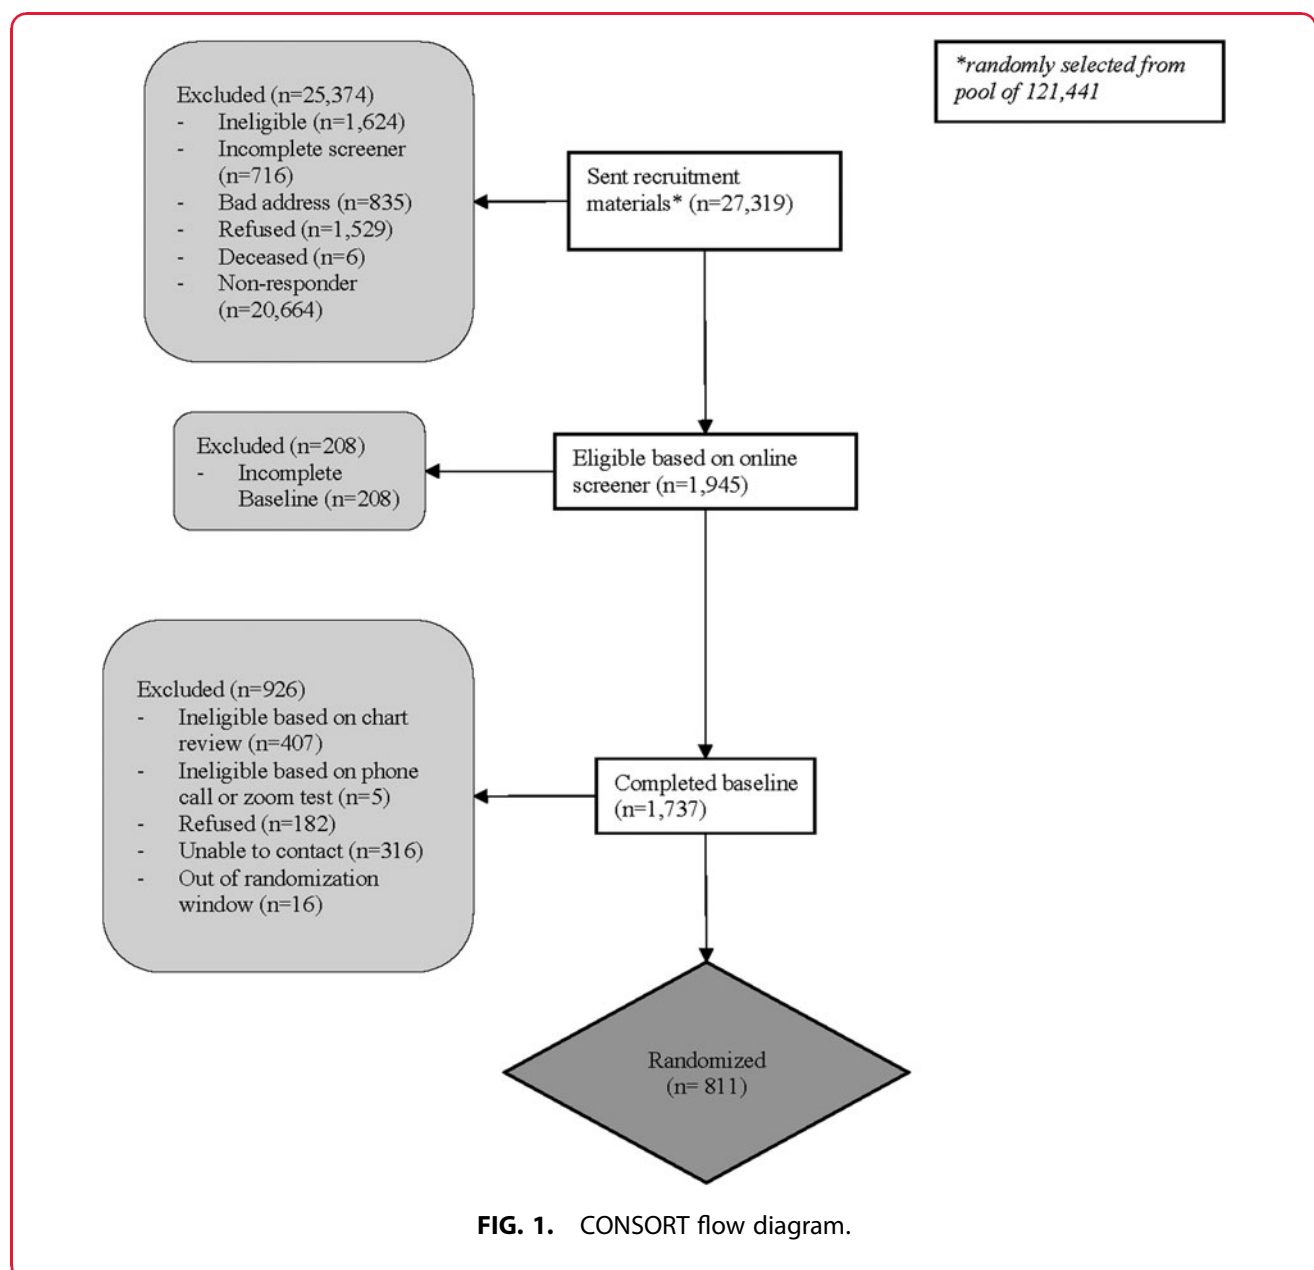 *randomly selected from
pool of 121,441
Excluded (n=25,374)
- Ineligible (n=1,624)
- Incomplete screener
(n=716)
- Bad address (n=835)
- Refused (n=1,529)
- Deceased (n=6)
- Non-responder
(n=20,664)
Sent recruitment
materials* (n=27,319)
Excluded (n=208)
- Incomplete
Baseline (n=208)
Eligible based on online
screener (n=1,945)
Excluded (n=926)
- Ineligible based on chart
review (n=407)
- Ineligible based on phone
call or zoom test (n=5)
- Refused (n=182)
- Unable to contact (n=316)
- Out of randomization
window (n=16)
Completed baseline
(n=1,737)
Randomized
(n= 811)
FIG. 1. CONSORT flow diagram.